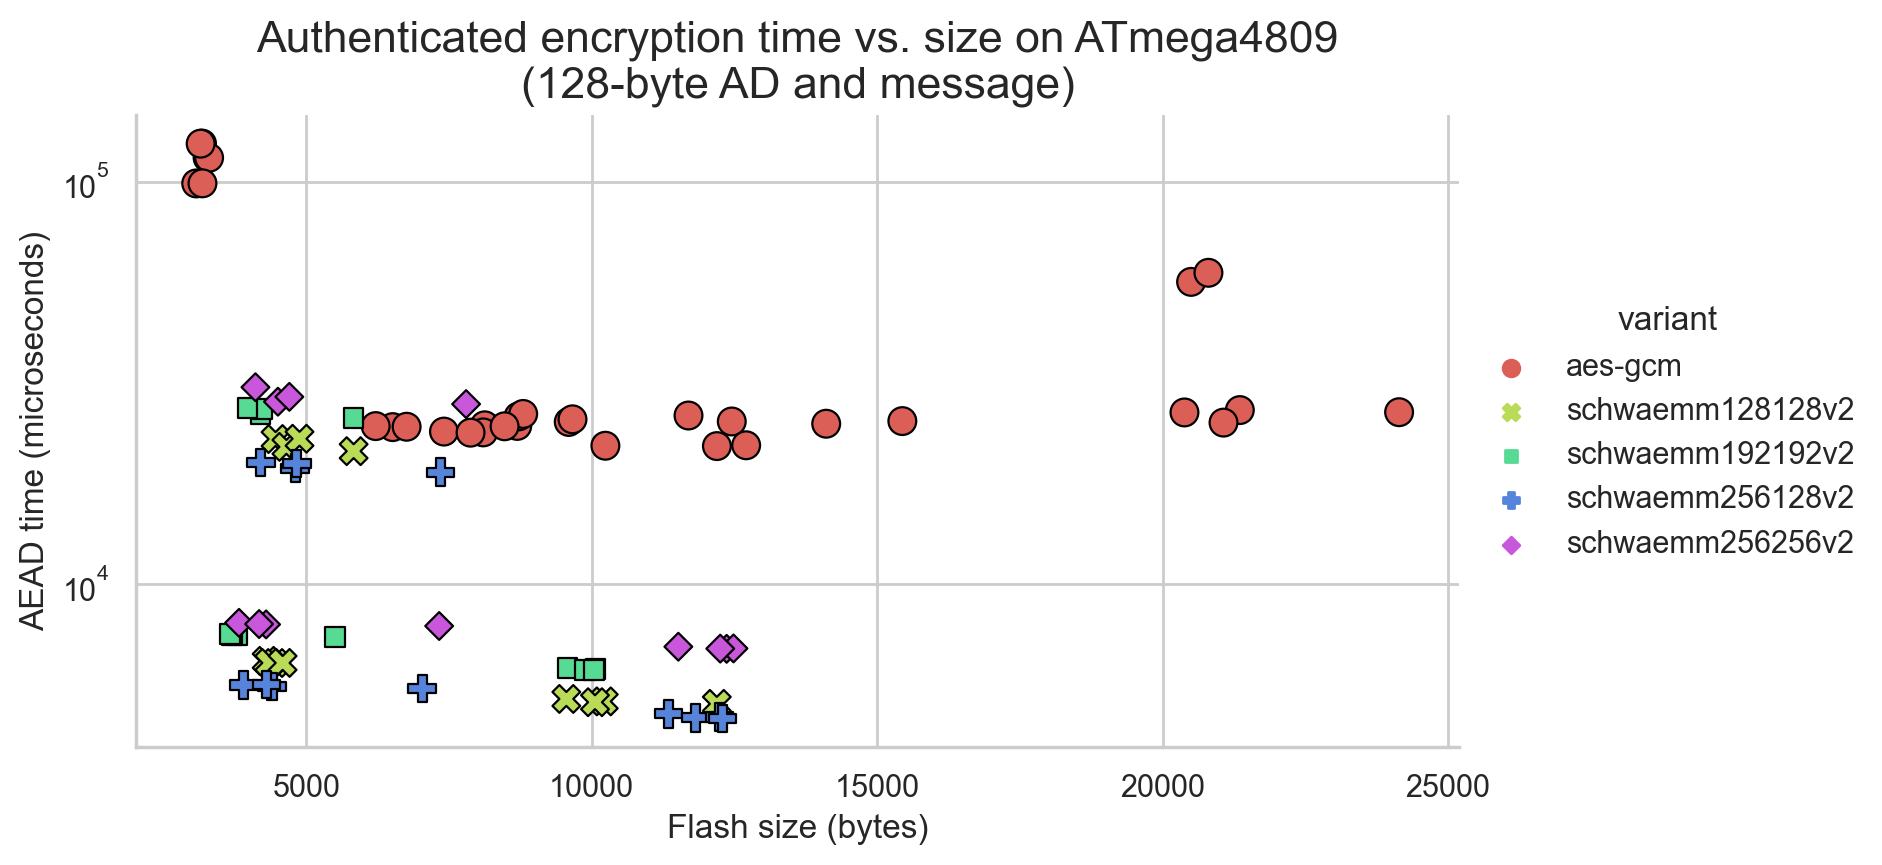 Authenticated encryption time vs. size on ATmega4809
(128-byte AD and message)
AEAD time (microseconds)
10^5
10^4
5000 10000 15000 20000 25000
Flash size (bytes)
variant
aes-gcm
schwaemm128128v2
schwaemm192192v2
schwaemm256128v2
schwaemm256256v2